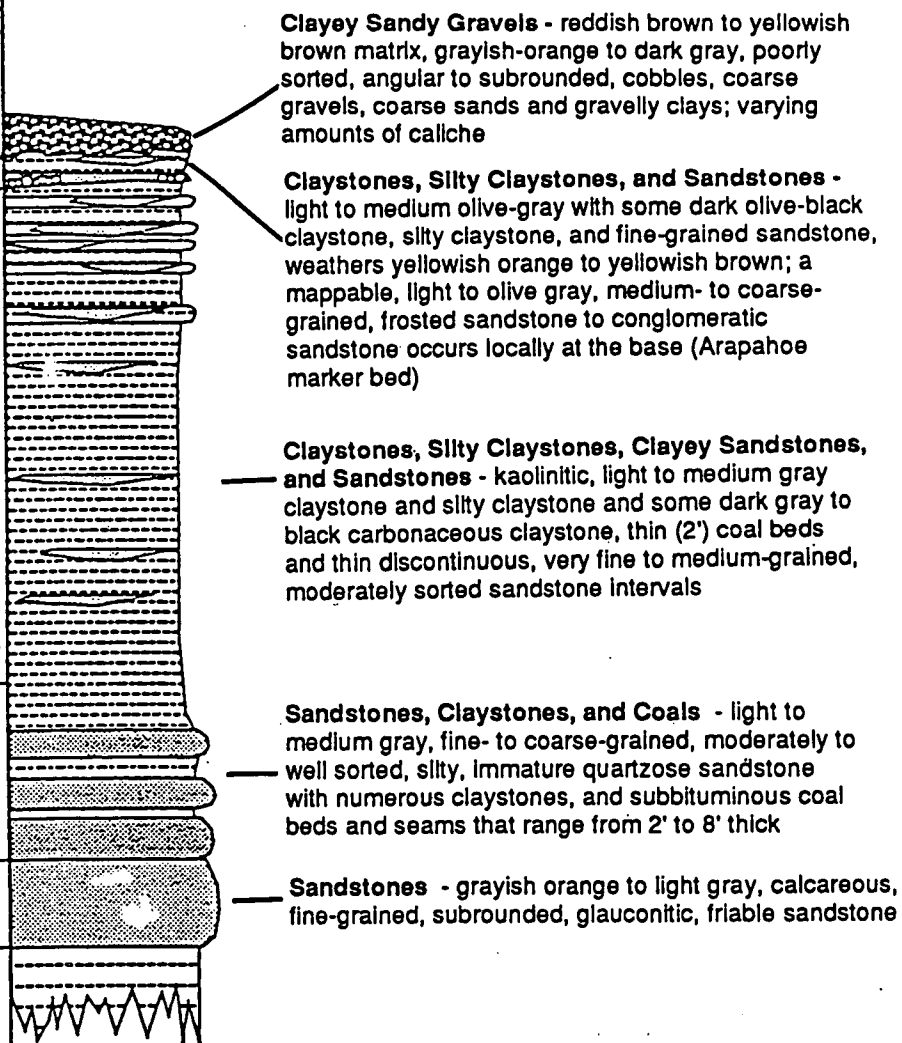 Clayey Sandy Gravels - reddish brown to yellowish
brown matrix, grayish-orange to dark gray, poorly
sorted, angular to subrounded, cobbles, coarse
gravels, coarse sands and gravelly clays; varying
amounts of caliche
Claystones, Silty Claystones, and Sandstones -
light to medium olive-gray with some dark olive-black
claystone, silty claystone, and fine-grained sandstone,
weathers yellowish orange to yellowish brown; a
mappable, light to olive gray, medium- to coarse-
grained, frosted sandstone to conglomeratic
sandstone occurs locally at the base (Arapahoe
marker bed)
Claystones, Silty Claystones, Clayey Sandstones,
and Sandstones - kaolinitic, light to medium gray
claystone and silty claystone and some dark gray to
black carbonaceous claystone, thin (2') coal beds
and thin discontinuous, very fine to medium-grained,
moderately sorted sandstone intervals
Sandstones, Claystones, and Coals - light to
medium gray, fine- to coarse-grained, moderately to
well sorted, silty, immature quartzose sandstone
with numerous claystones, and subbituminous coal
beds and seams that range from 2' to 8' thick
Sandstones - grayish orange to light gray, calcareous,
fine-grained, subrounded, glauconitic, friable sandstone